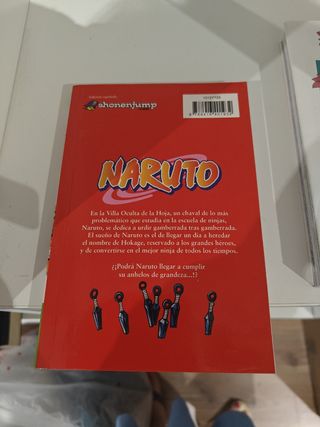 shonenjump
NARUTO
En la Villa Oculta de la Hoja, un chaval de lo más
problemático que estudia en la escuela de ninjas,
Naruto, se dedica a urdir gamberrada tras gamberrada.
El sueño de Naruto es el de llegar un día a heredar
el nombre de Hokage, reservado a los grandes héroes,
y de convertirse en el mejor ninja de todos los tiempos.
¿¡Podrá Naruto llegar a cumplir
su anhelos de grandeza...!?